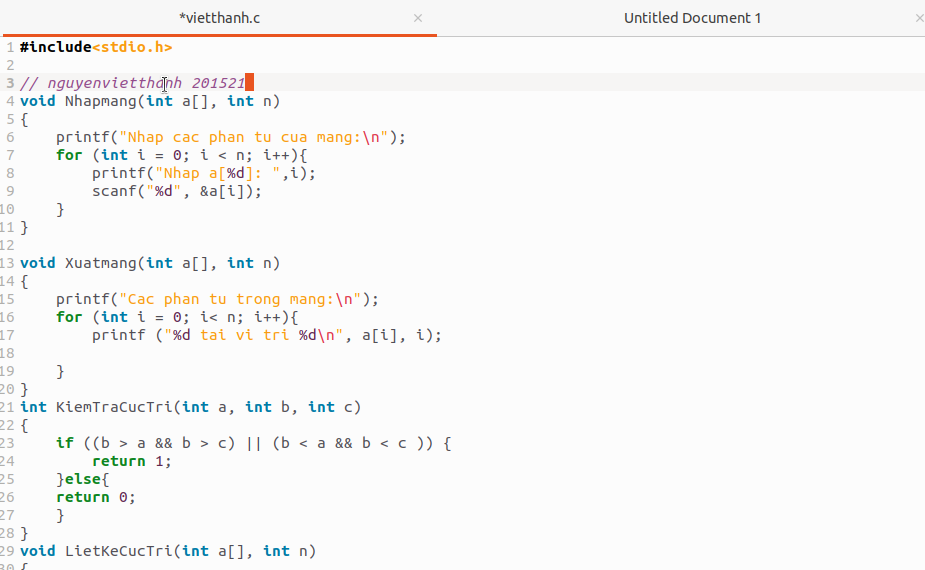 *vietthanh.c × Untitled Document 1 ×
1 #include<stdio.h>
2
3 // nguyenvietthanh 201521
4 void Nhapmang(int a[], int n)
5 {
6     printf("Nhap cac phan tu cua mang:\n");
7     for (int i = 0; i < n; i++){
8         printf("Nhap a[%d]: ",i);
9         scanf("%d", &a[i]);
10     }
11 }
12
13 void Xuatmang(int a[], int n)
14 {
15     printf("Cac phan tu trong mang:\n");
16     for (int i = 0; i< n; i++){
17         printf ("%d tai vi tri %d\n", a[i], i);
18
19     }
20 }
21 int KiemTraCucTri(int a, int b, int c)
22 {
23     if ((b > a && b > c) || (b < a && b < c )) {
24         return 1;
25     }else{
26     return 0;
27     }
28 }
29 void LietKeCucTri(int a[], int n)
30 {